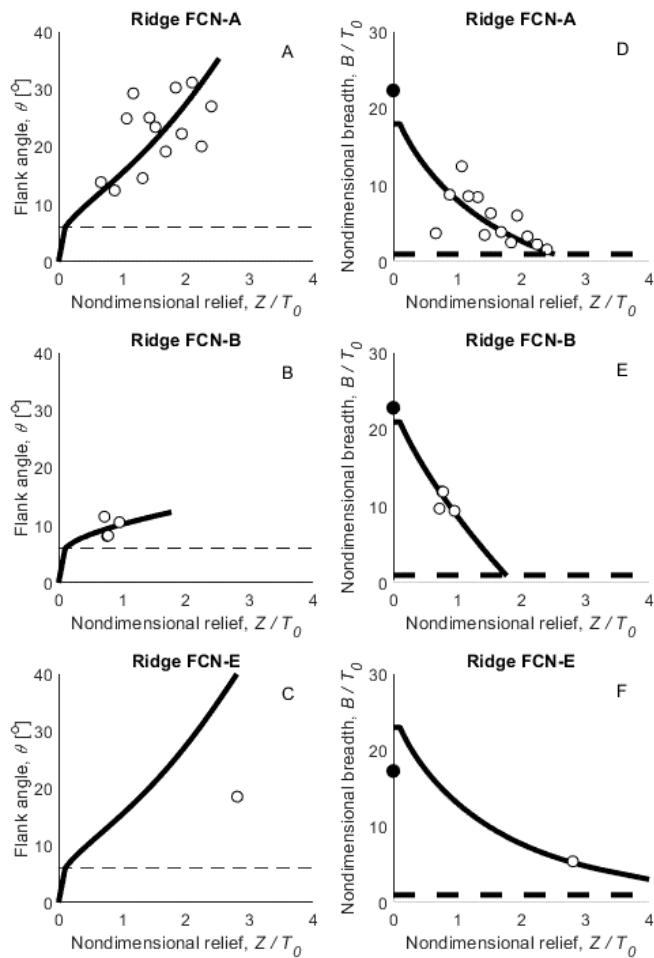 Ridge FCN-A
40
30
20
10
0
0 1 2 3 4
Flank angle, θ [°]
Nondimensional relief, Z / T0
A
Ridge FCN-A
30
20
10
0
0 1 2 3 4
Nondimensional breadth, B / T0
Nondimensional relief, Z / T0
D
Ridge FCN-B
40
30
20
10
0
0 1 2 3 4
Flank angle, θ [°]
Nondimensional relief, Z / T0
B
Ridge FCN-B
30
20
10
0
0 1 2 3 4
Nondimensional breadth, B / T0
Nondimensional relief, Z / T0
E
Ridge FCN-E
40
30
20
10
0
0 1 2 3 4
Flank angle, θ [°]
Nondimensional relief, Z / T0
C
Ridge FCN-E
30
20
10
0
0 1 2 3 4
Nondimensional breadth, B / T0
Nondimensional relief, Z / T0
F